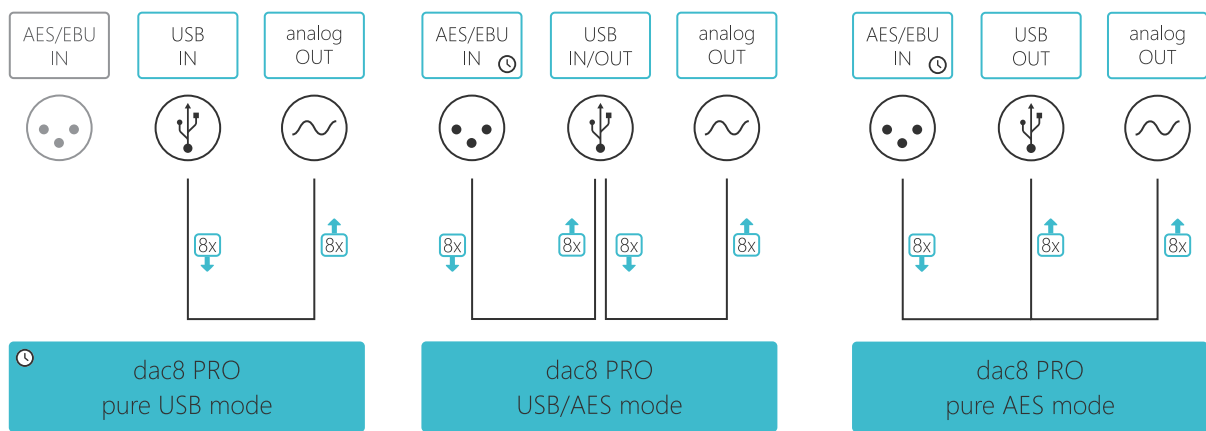 AES/EBU
IN
USB
IN
analog
OUT
8x
8x
dac8 PRO
pure USB mode
AES/EBU
IN
USB
IN/OUT
analog
OUT
8x
8x
8x
8x
dac8 PRO
USB/AES mode
AES/EBU
IN
USB
OUT
analog
OUT
8x
8x
8x
dac8 PRO
pure AES mode